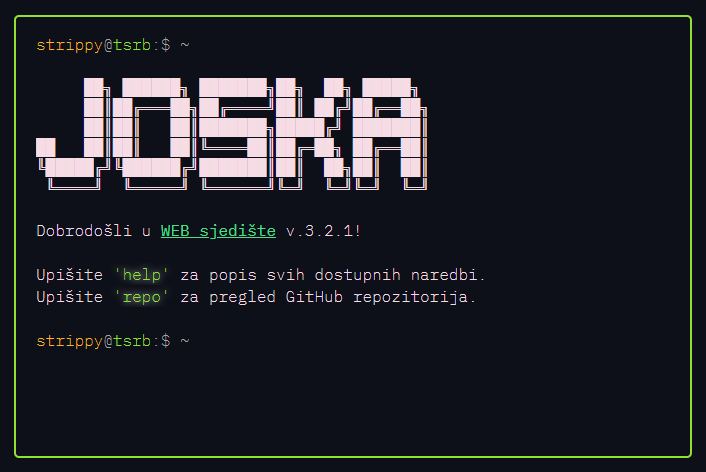 strippy@tsrb:$ ~
JOSKA
Dobrodošli u WEB sjedište v.3.2.1!
Upišite 'help' za popis svih dostupnih naredbi.
Upišite 'repo' za pregled GitHub repozitorija.
strippy@tsrb:$ ~